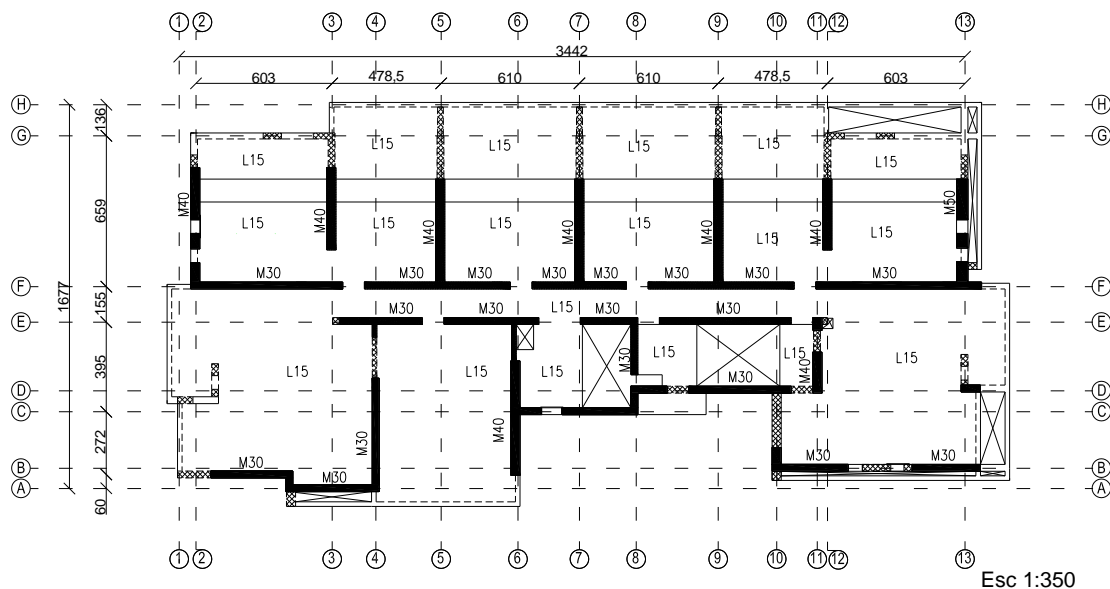 1 2 3 4 5 6 7 8 9 10 11 12 13
3442
603 478,5 610 610 478,5 603
H H
136
G G
L15 L15 L15 L15 L15 L15
659
M40 L15 M40 L15 M40 L15 M40 L15 M40 L15 M40 L15 M50
1677
M30 M30 M30 M30 M30 M30 M30 M30
F F
155
M30 M30 L15 M30 M30
E E
395
L15 L15 L15 M30 L15 M30 L15 M40 L15
D D
C C
272
M30 M30 M30 M40 M30 M30
B B
A A
60
1 2 3 4 5 6 7 8 9 10 11 12 13
Esc 1:350